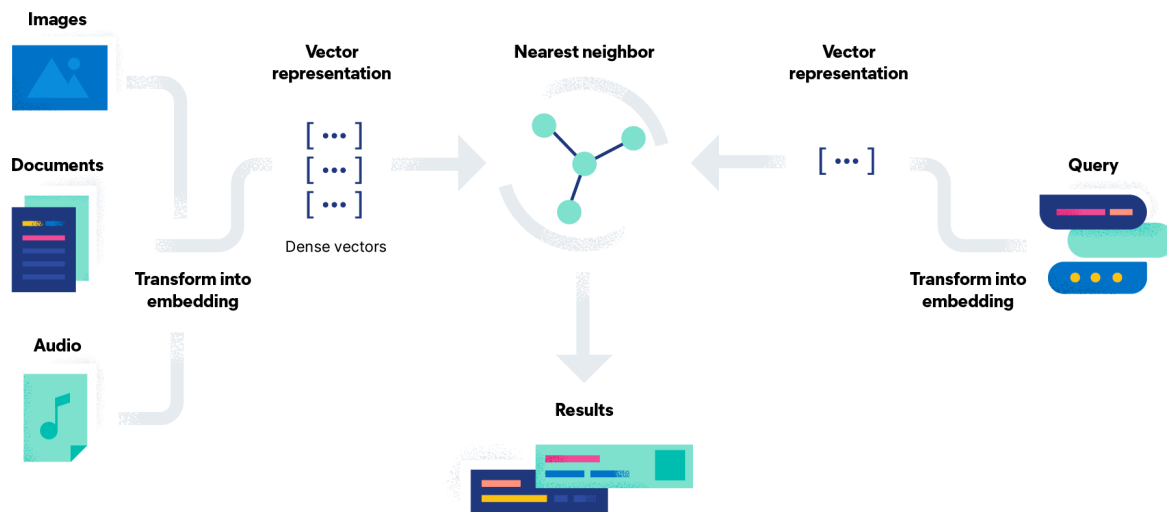 Images
Vector
representation
Nearest neighbor
Vector
representation
[ ••• ]
[ ••• ]
[ ••• ]
[ ••• ]
Documents
Query
Dense vectors
Transform into
embedding
Transform into
embedding
Audio
Results